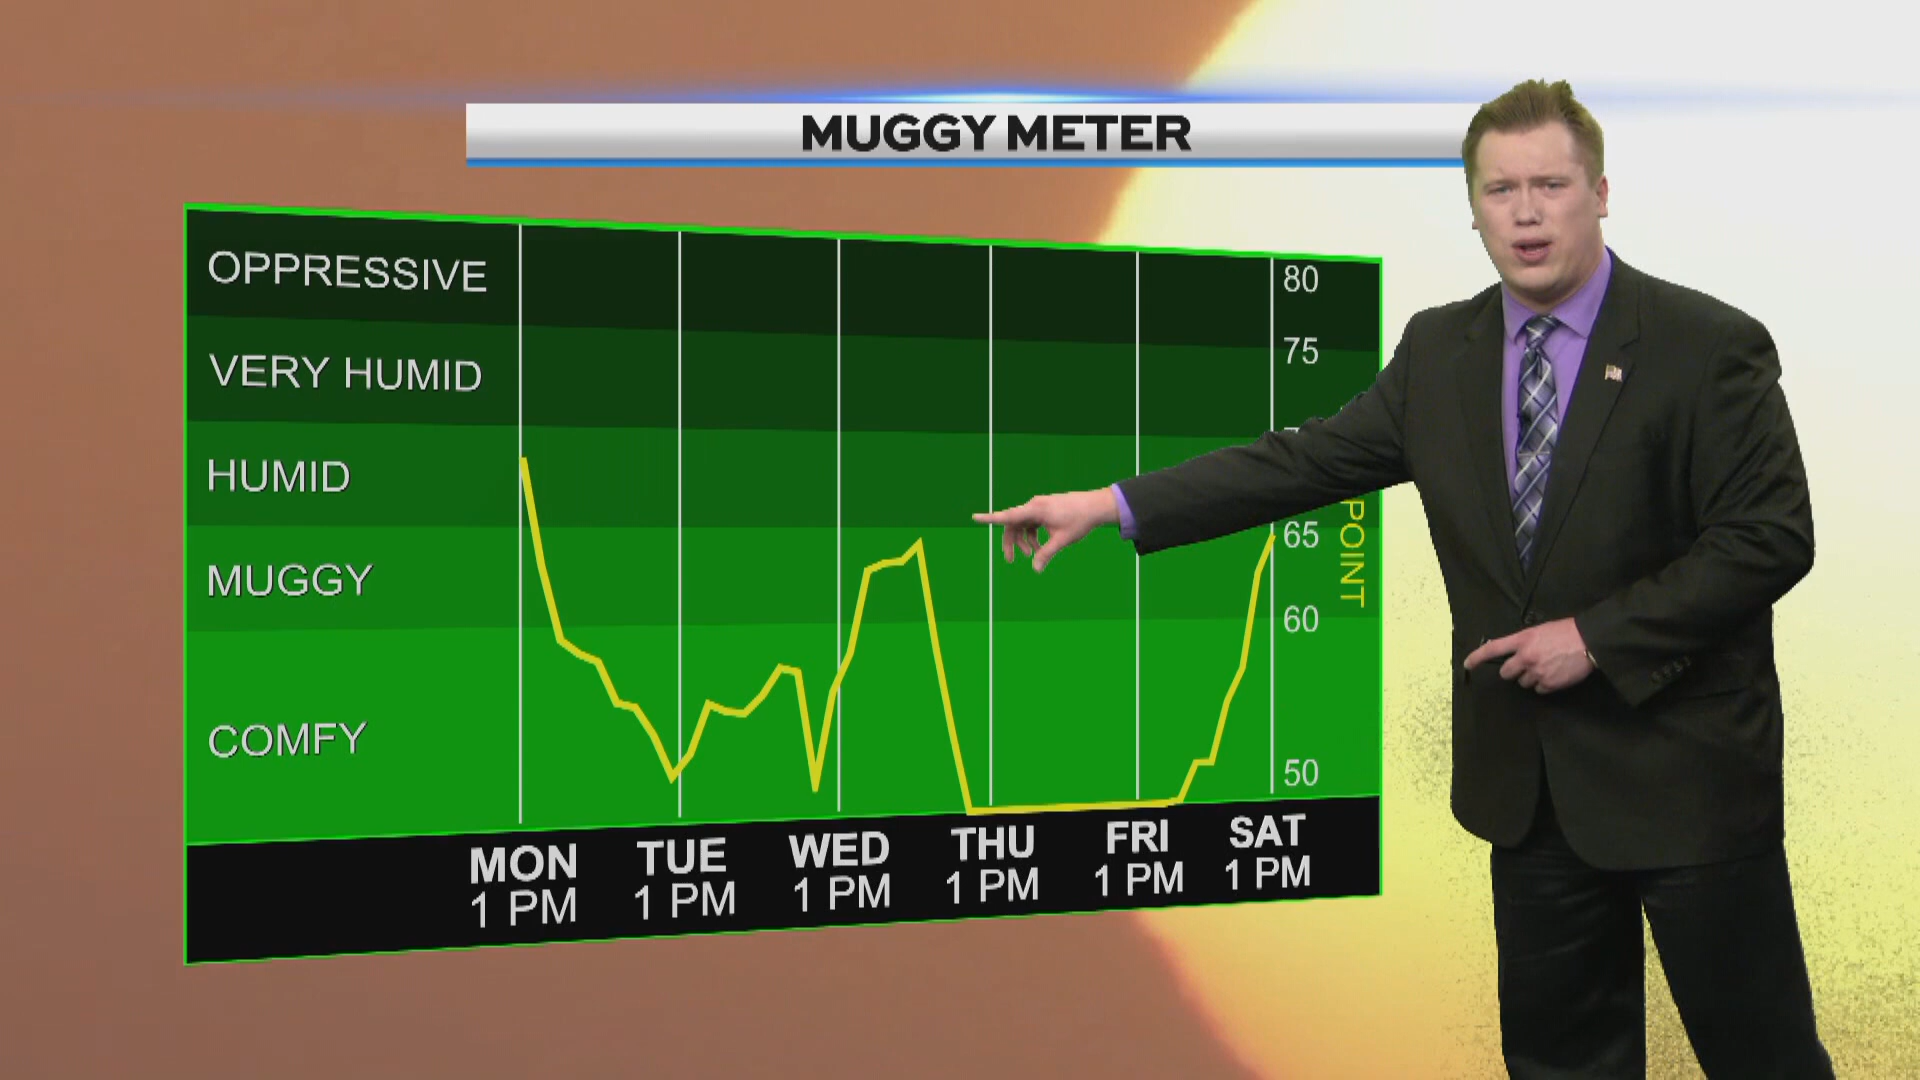 MUGGY METER
OPPRESSIVE
VERY HUMID
HUMID
MUGGY
COMFY
80
75
65
60
50
POINT
MON
1 PM
TUE
1 PM
WED
1 PM
THU
1 PM
FRI
1 PM
SAT
1 PM